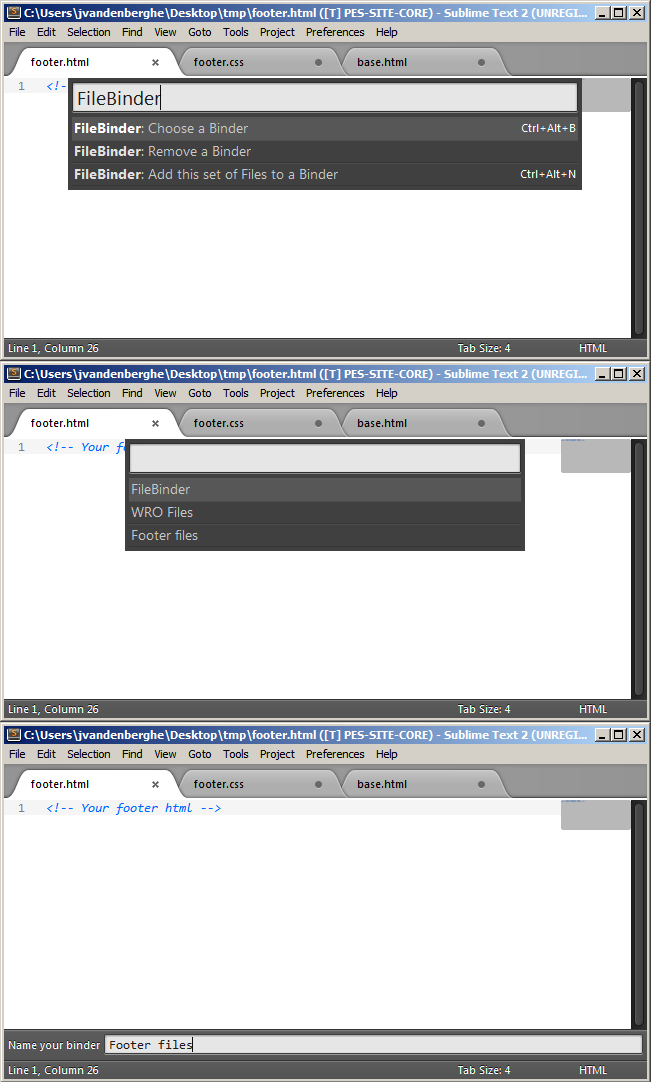 C:\Users\jvandenberghe\Desktop\tmp\footer.html ([T] PES-SITE-CORE) - Sublime Text 2 (UNREGI...
File Edit Selection Find View Goto Tools Project Preferences Help
footer.html footer.css base.html
1 <!-
FileBinder
FileBinder: Choose a Binder Ctrl+Alt+B
FileBinder: Remove a Binder
FileBinder: Add this set of Files to a Binder Ctrl+Alt+N
Line 1, Column 26 Tab Size: 4 HTML
C:\Users\jvandenberghe\Desktop\tmp\footer.html ([T] PES-SITE-CORE) - Sublime Text 2 (UNREGI...
File Edit Selection Find View Goto Tools Project Preferences Help
footer.html footer.css base.html
1 <!-- Your fo
FileBinder
WRO Files
Footer files
Line 1, Column 26 Tab Size: 4 HTML
C:\Users\jvandenberghe\Desktop\tmp\footer.html ([T] PES-SITE-CORE) - Sublime Text 2 (UNREGI...
File Edit Selection Find View Goto Tools Project Preferences Help
footer.html footer.css base.html
1 <!-- Your footer html -->
Name your binder Footer files
Line 1, Column 26 Tab Size: 4 HTML